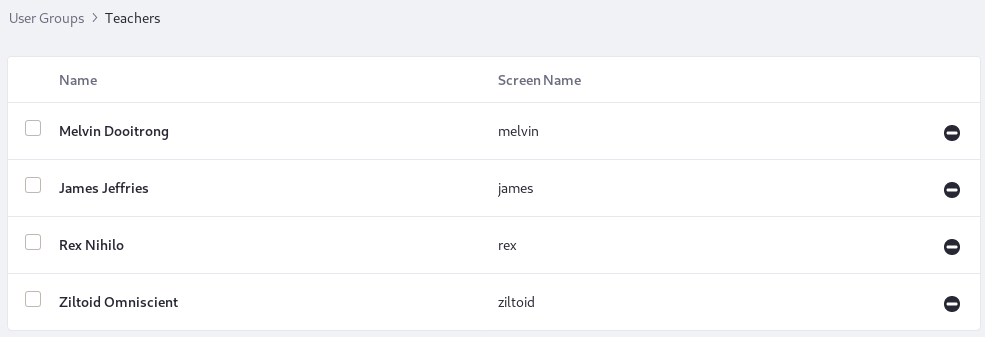 User Groups > Teachers
Name Screen Name
Melvin Dooitrong melvin
James Jeffries james
Rex Nihilo rex
Ziltoid Omniscient ziltoid